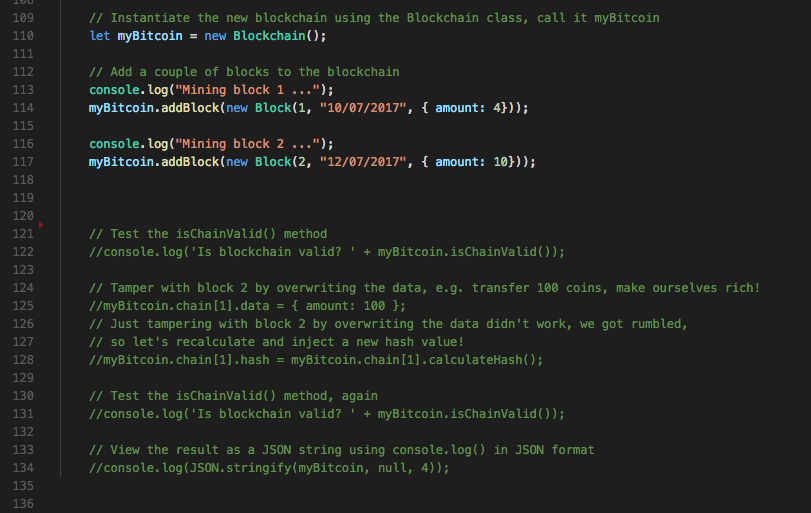 108
109 // Instantiate the new blockchain using the Blockchain class, call it myBitcoin
110 let myBitcoin = new Blockchain();
111
112 // Add a couple of blocks to the blockchain
113 console.log("Mining block 1 ...");
114 myBitcoin.addBlock(new Block(1, "10/07/2017", { amount: 4}));
115
116 console.log("Mining block 2 ...");
117 myBitcoin.addBlock(new Block(2, "12/07/2017", { amount: 10}));
118
119
120
121 // Test the isChainValid() method
122 //console.log('Is blockchain valid? ' + myBitcoin.isChainValid());
123
124 // Tamper with block 2 by overwriting the data, e.g. transfer 100 coins, make ourselves rich!
125 //myBitcoin.chain[1].data = { amount: 100 };
126 // Just tampering with block 2 by overwriting the data didn't work, we got rumbled,
127 // so let's recalculate and inject a new hash value!
128 //myBitcoin.chain[1].hash = myBitcoin.chain[1].calculateHash();
129
130 // Test the isChainValid() method, again
131 //console.log('Is blockchain valid? ' + myBitcoin.isChainValid());
132
133 // View the result as a JSON string using console.log() in JSON format
134 //console.log(JSON.stringify(myBitcoin, null, 4));
135
136